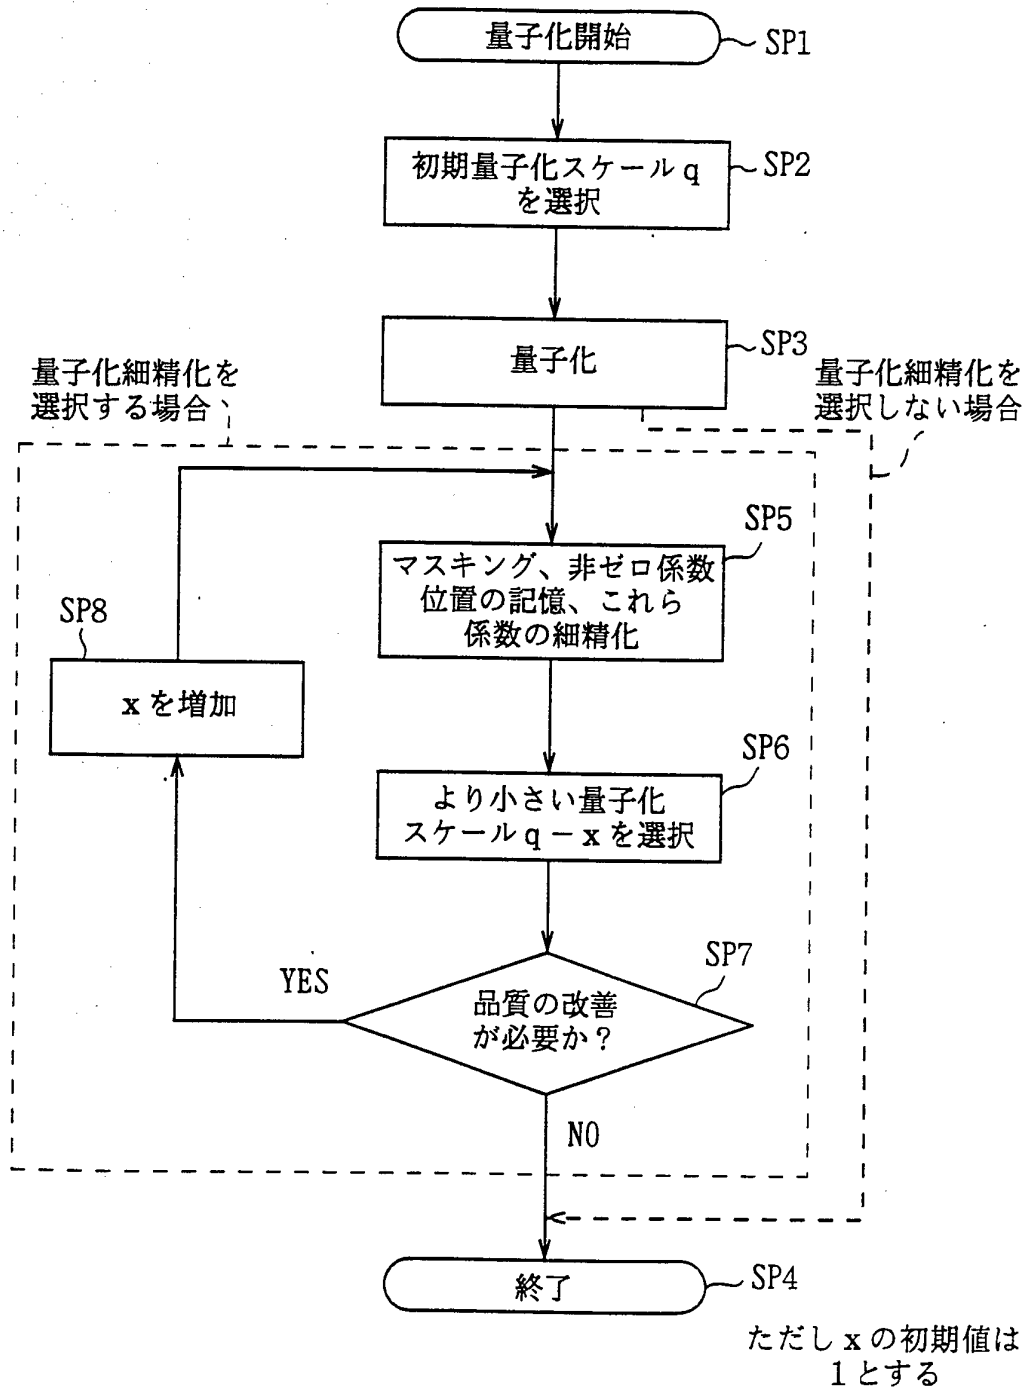 量子化開始
SP1
初期量子化スケールq
を選択
SP2
量子化
SP3
量子化細精化を
選択する場合
量子化細精化を
選択しない場合
SP5
マスキング、非ゼロ係数
位置の記憶、これら
係数の細精化
SP8
xを増加
SP6
より小さい量子化
スケールq－xを選択
SP7
YES
品質の改善
が必要か？
NO
終了
SP4
ただしxの初期値は
1とする